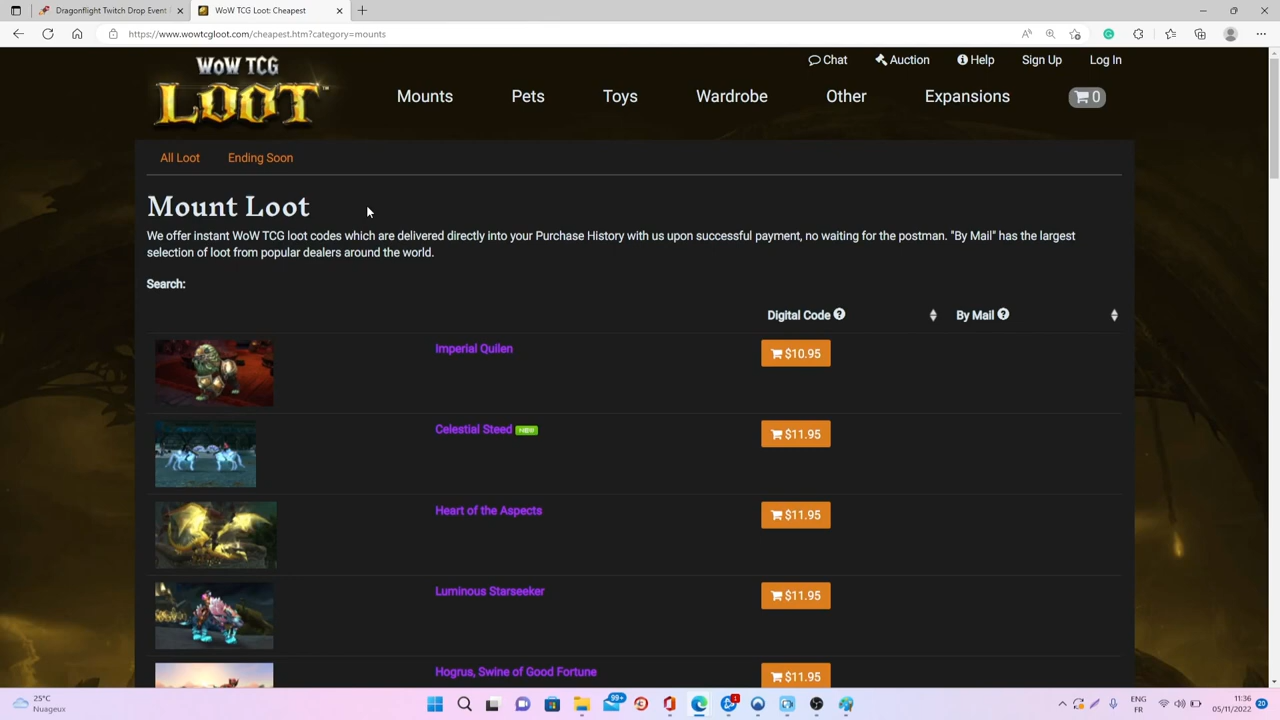 Dragonflight Twitch Drop Event
WoW TCG Loot: Cheapest
https://www.wowtcgloot.com/cheapest.htm?category=mounts
WoW TCG
LOOT
Chat
Auction
Help
Sign Up
Log In
Mounts
Pets
Toys
Wardrobe
Other
Expansions
0
All Loot
Ending Soon
Mount Loot
We offer instant WoW TCG loot codes which are delivered directly into your Purchase History with us upon successful payment, no waiting for the postman. "By Mail" has the largest
selection of loot from popular dealers around the world.
Search:
Digital Code
By Mail
Imperial Quilen
$10.95
Celestial Steed NEW
$11.95
Heart of the Aspects
$11.95
Luminous Starseeker
$11.95
Hogrus, Swine of Good Fortune
$11.95
25°C
Nuageux
99+
1
ENG
FR
11:36
05/11/2022
20